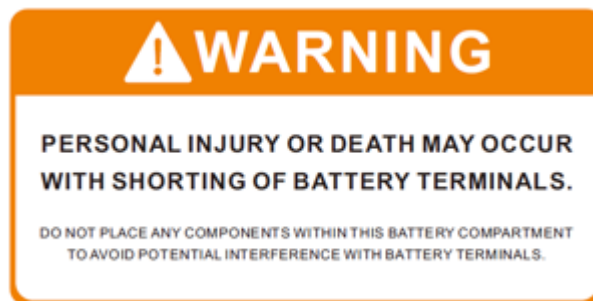 WARNING
PERSONAL INJURY OR DEATH MAY OCCUR
WITH SHORTING OF BATTERY TERMINALS.
DO NOT PLACE ANY COMPONENTS WITHIN THIS BATTERY COMPARTMENT
TO AVOID POTENTIAL INTERFERENCE WITH BATTERY TERMINALS.